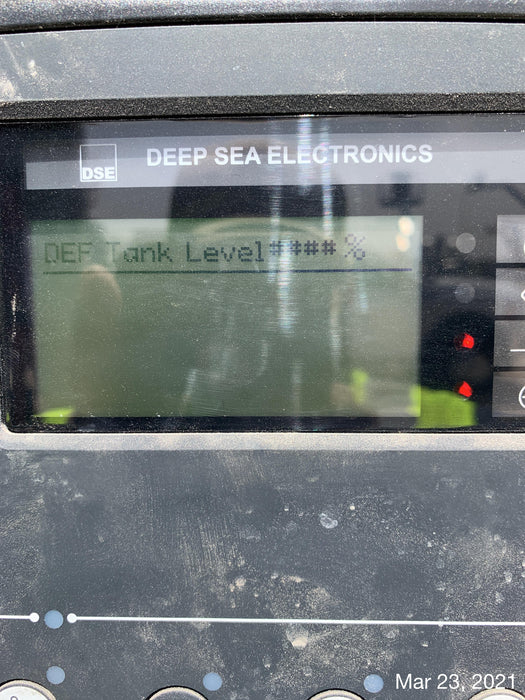 DSE
DEEP SEA ELECTRONICS
DEF Tank Level####%
Mar 23, 2021